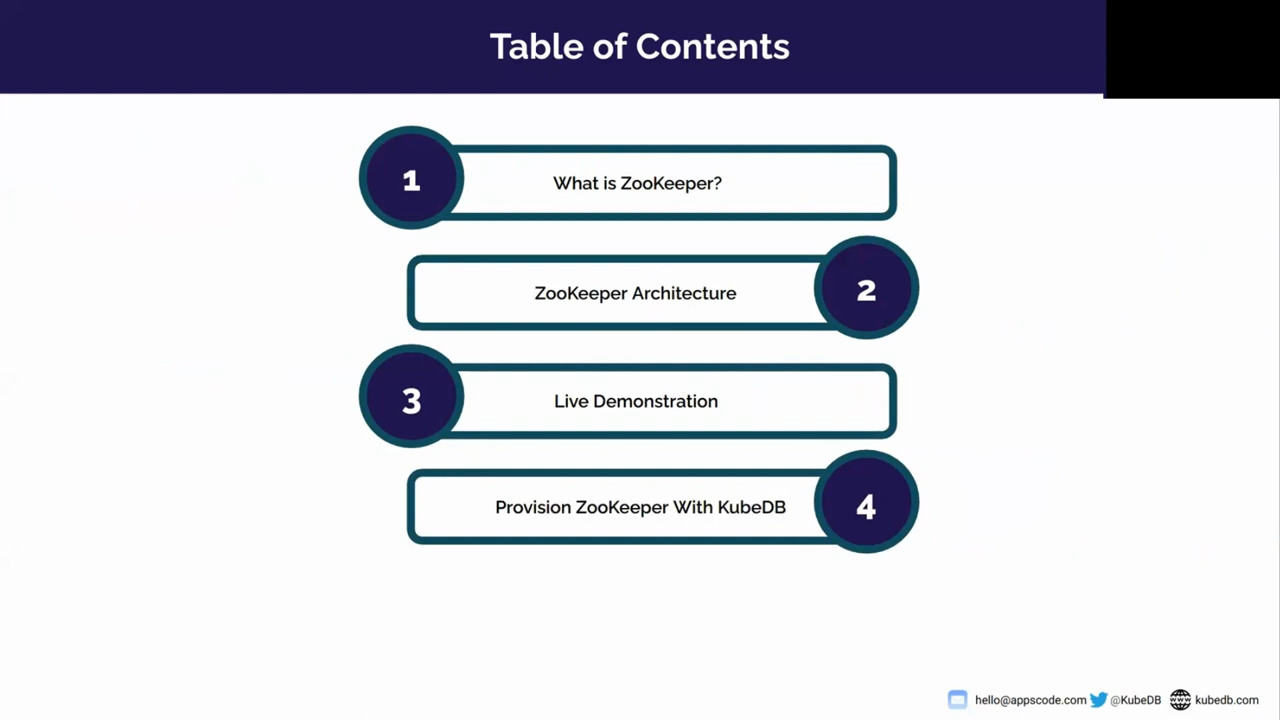 Table of Contents
1
What is ZooKeeper?
ZooKeeper Architecture
2
3
Live Demonstration
Provision ZooKeeper With KubeDB
4
hello@appscode.com @KubeDB kubedb.com